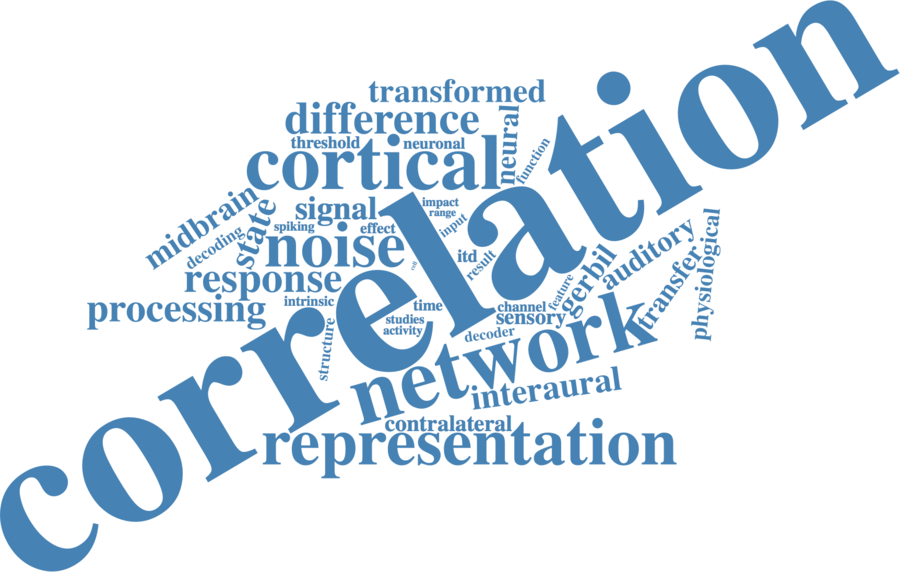 correlation
transformed
difference
threshold
neuronal
cortical
neural
function
midbrain
decoding
state
signal
spiking
effect
impact
range
input
noise
itd
result
response
processing
intrinsic
structure
time
studies
activity
channel
sensory
decoder
feature
gerbil
auditory
transfer
physiological
network
interaural
contralateral
representation